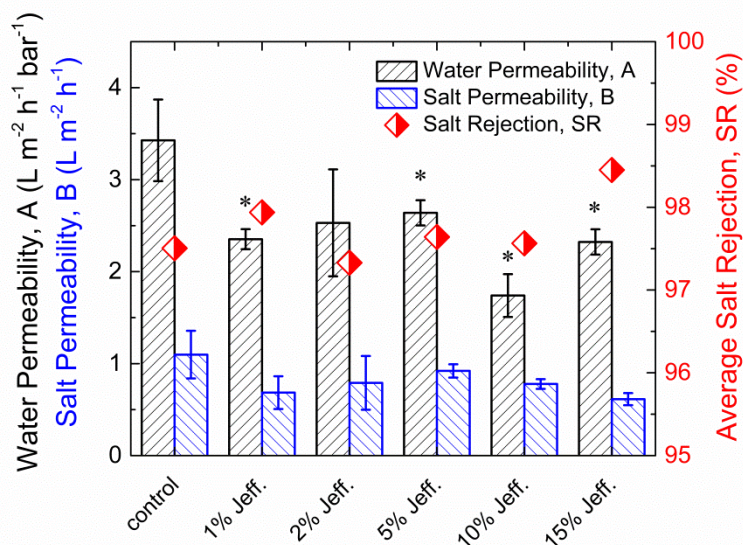 Water Permeability, A (L m⁻² h⁻¹ bar⁻¹)
Salt Permeability, B (L m⁻² h⁻¹)
4
3
2
1
0
Water Permeability, A
Salt Permeability, B
Salt Rejection, SR
*
*
*
*
100
99
98
97
96
95
Average Salt Rejection, SR (%)
control
1% Jeff.
2% Jeff.
5% Jeff.
10% Jeff.
15% Jeff.